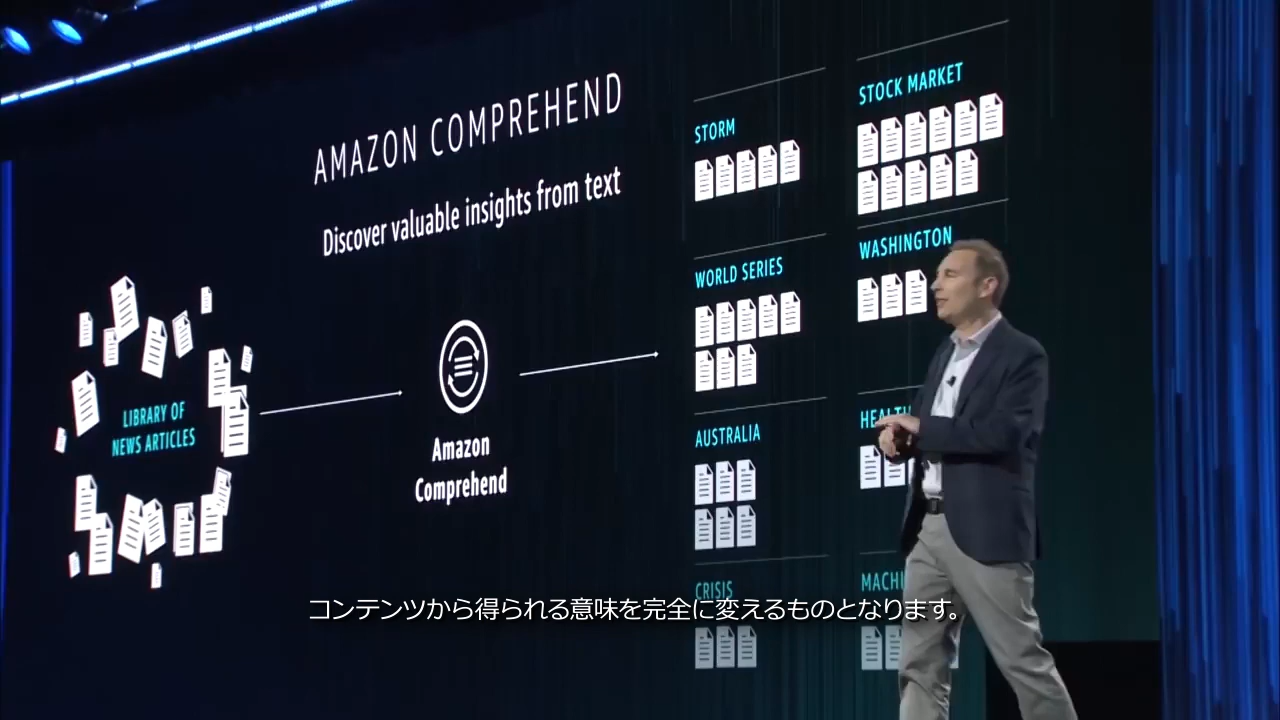 AMAZON COMPREHEND
Discover valuable insights from text
LIBRARY OF
NEWS ARTICLES
Amazon
Comprehend
STORM
STOCK MARKET
WORLD SERIES
WASHINGTON
AUSTRALIA
CRISIS
コンテンツから得られる意味を完全に変えるものとなります。